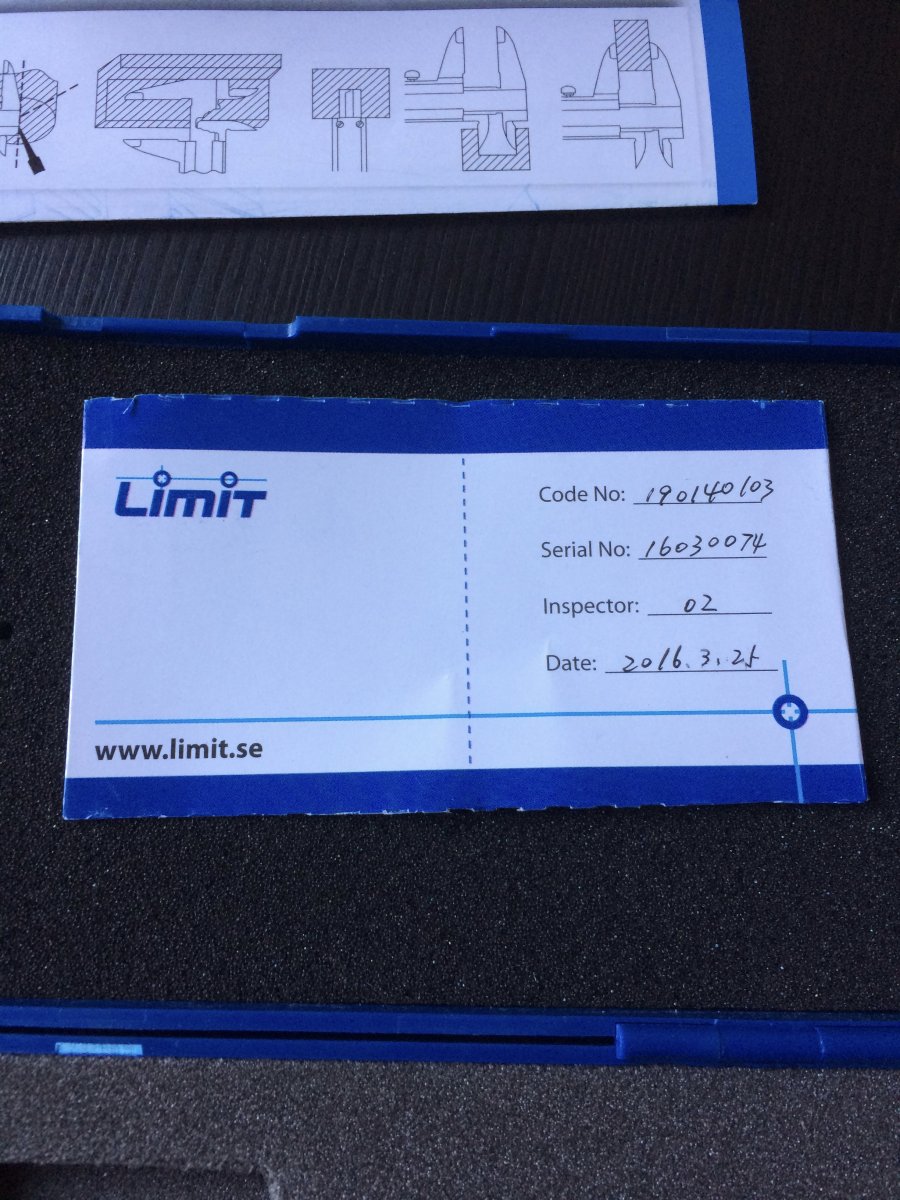 LIMIT
Code No: 190140103
Serial No: 16030074
Inspector: 02
Date: 2016.3.25
www.limit.se